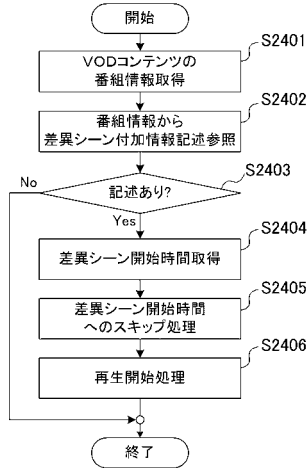 開始
S2401
VODコンテンツの
番組情報取得
S2402
番組情報から
差異シーン付加情報記述参照
S2403
No
記述あり?
Yes
S2404
差異シーン開始時間取得
S2405
差異シーン開始時間
へのスキップ処理
S2406
再生開始処理
終了